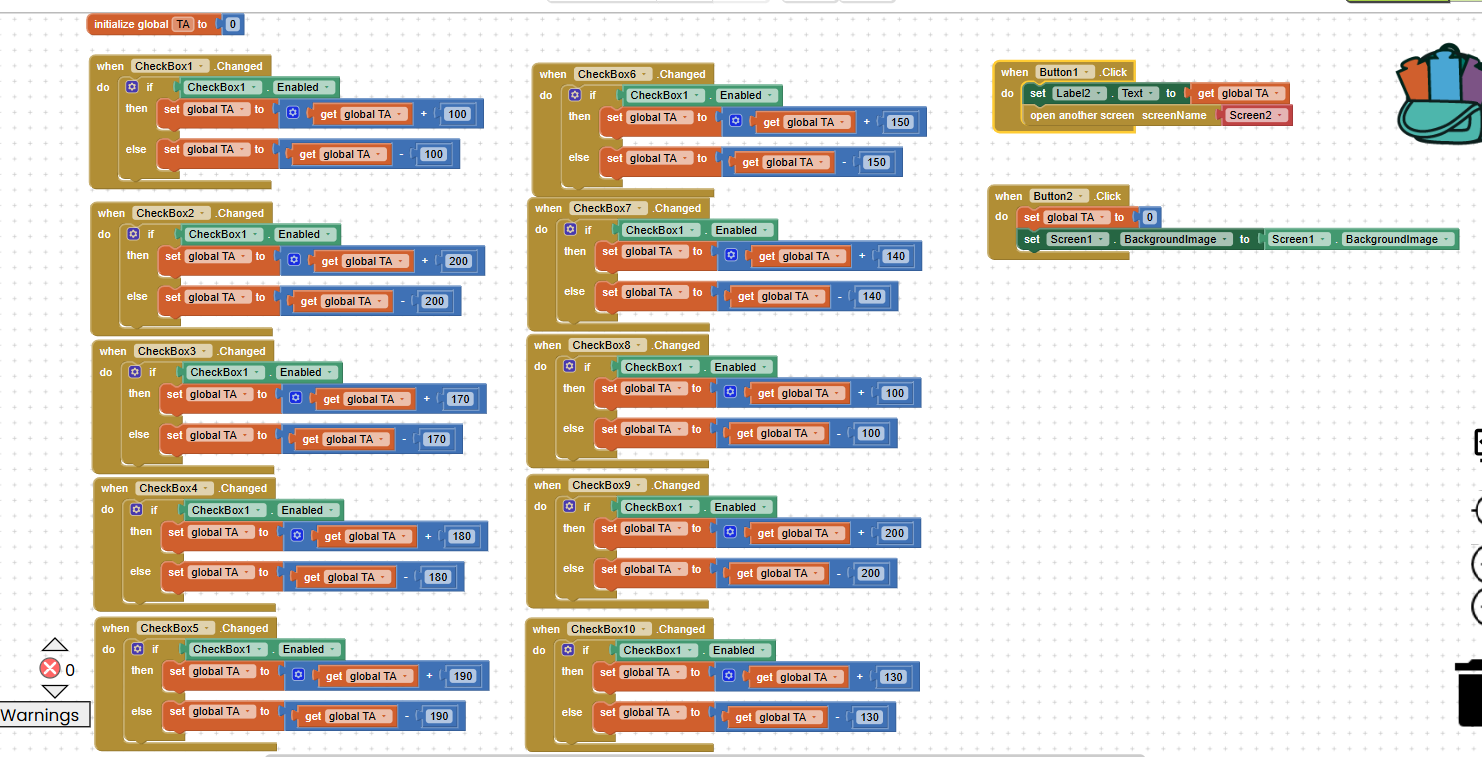 initialize global TA to 0
when CheckBox1 .Changed
do if CheckBox1 . Enabled
then set global TA to get global TA + 100
else set global TA to get global TA - 100
when CheckBox2 .Changed
do if CheckBox1 . Enabled
then set global TA to get global TA + 200
else set global TA to get global TA - 200
when CheckBox3 .Changed
do if CheckBox1 . Enabled
then set global TA to get global TA + 170
else set global TA to get global TA - 170
when CheckBox4 .Changed
do if CheckBox1 . Enabled
then set global TA to get global TA + 180
else set global TA to get global TA - 180
when CheckBox5 .Changed
do if CheckBox1 . Enabled
then set global TA to get global TA + 190
else set global TA to get global TA - 190
when CheckBox6 .Changed
do if CheckBox1 . Enabled
then set global TA to get global TA + 150
else set global TA to get global TA - 150
when CheckBox7 .Changed
do if CheckBox1 . Enabled
then set global TA to get global TA + 140
else set global TA to get global TA - 140
when CheckBox8 .Changed
do if CheckBox1 . Enabled
then set global TA to get global TA + 100
else set global TA to get global TA - 100
when CheckBox9 .Changed
do if CheckBox1 . Enabled
then set global TA to get global TA + 200
else set global TA to get global TA - 200
when CheckBox10 .Changed
do if CheckBox1 . Enabled
then set global TA to get global TA + 130
else set global TA to get global TA - 130
when Button1 .Click
do set Label2 . Text to get global TA
open another screen screenName Screen2
when Button2 .Click
do set global TA to 0
set Screen1 . BackgroundImage to Screen1 . BackgroundImage
0
Warnings